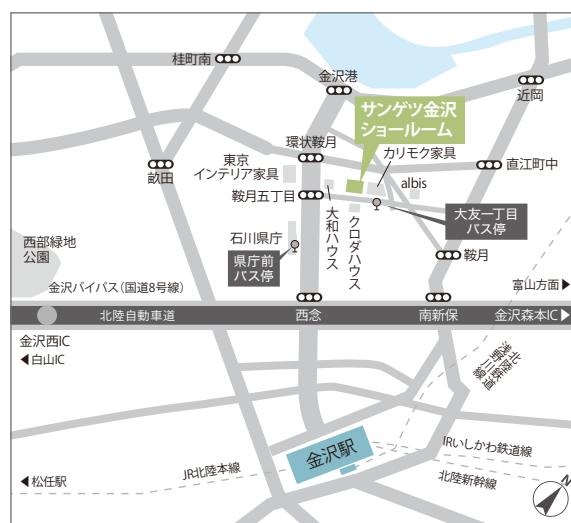 桂町南
金沢港
近岡
サンゲツ金沢
ショールーム
環状鞍月
カリモク家具
東京
インテリア家具
直江町中
畝田
albis
鞍月五丁目
大和ハウス
クロダハウス
大友一丁目
バス停
石川県庁
県庁前
バス停
西部緑地
公園
鞍月
金沢バイパス（国道8号線）
富山方面▶
北陸自動車道
西念
南新保
金沢森本IC▶
金沢西IC
◀白山IC
北陸鉄道
浅野川線
金沢駅
JR北陸本線
IRいしかわ鉄道線
北陸新幹線
◀松任駅
N